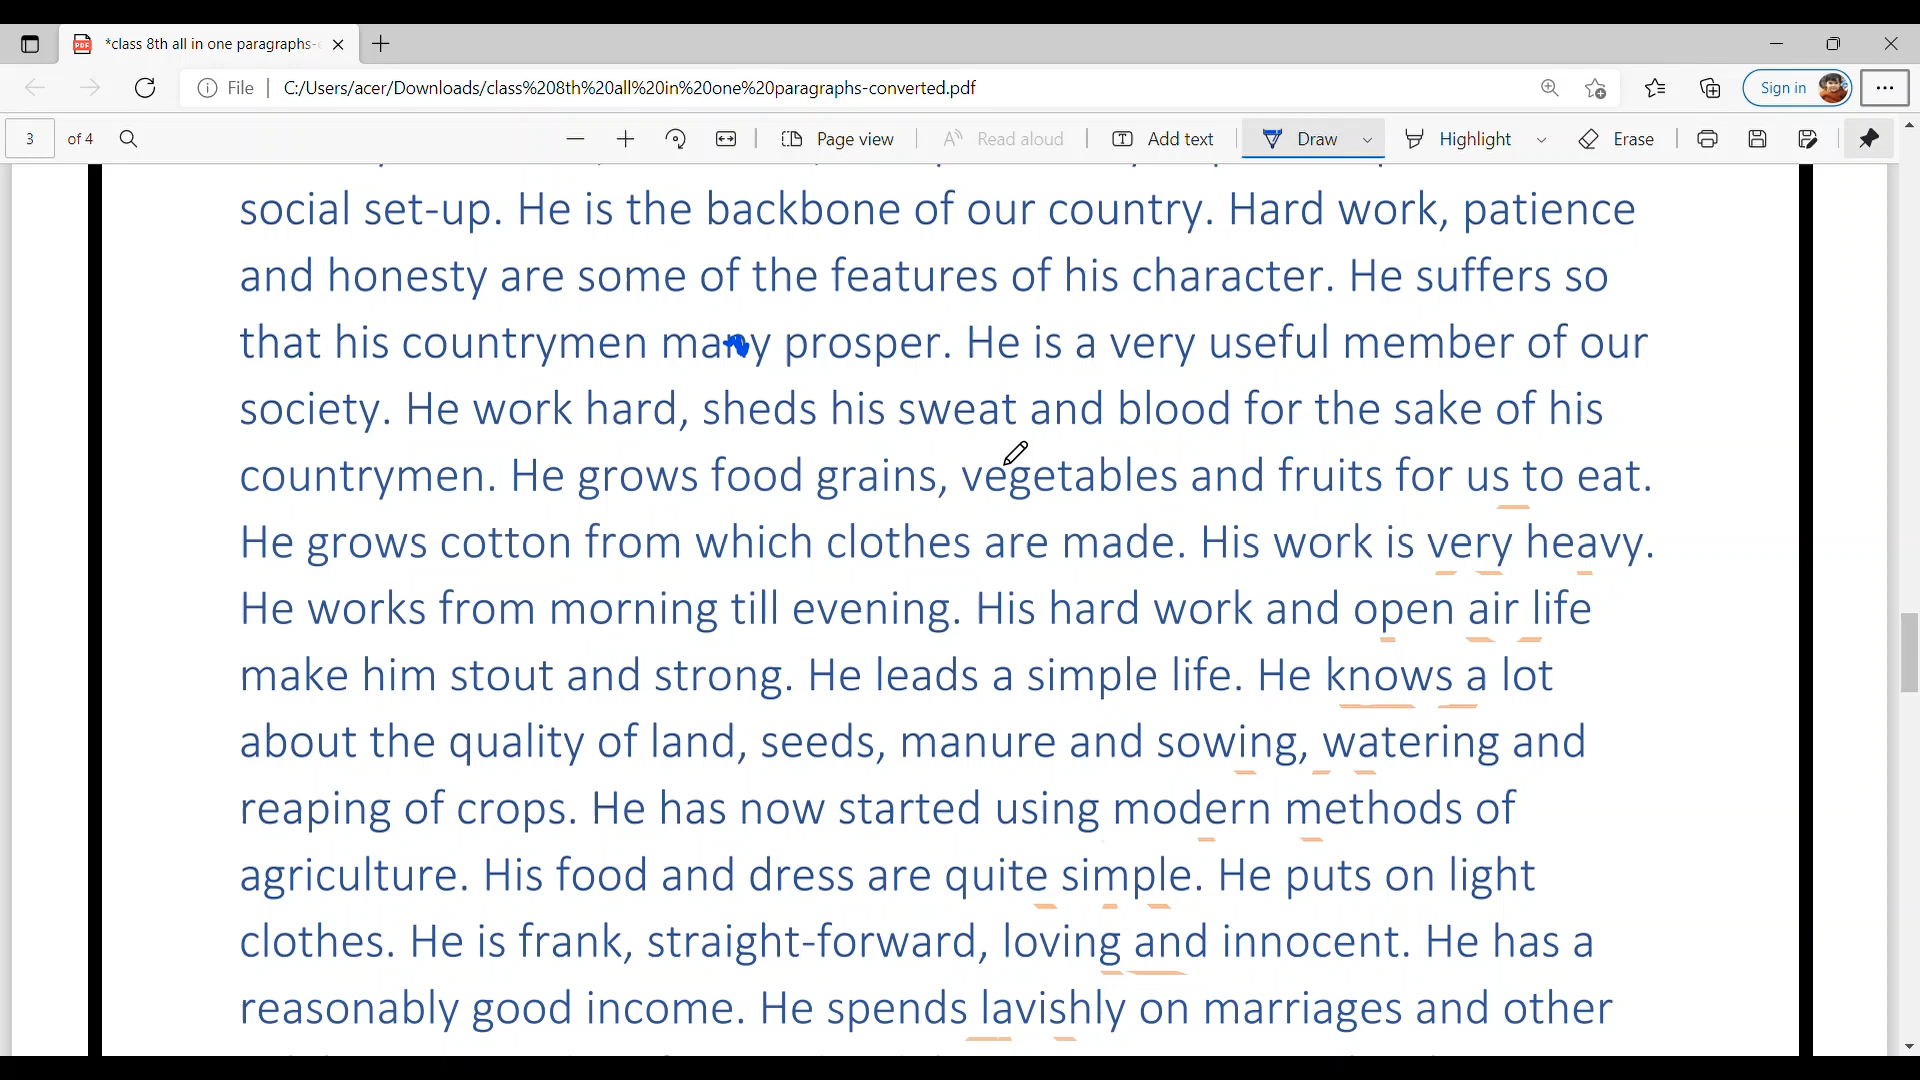 *class 8th all in one paragraphs-
File
C:/Users/acer/Downloads/class%208th%20all%20in%20one%20paragraphs-converted.pdf
Sign in
3 of 4
Page view
Read aloud
Add text
Draw
Highlight
Erase
social set-up. He is the backbone of our country. Hard work, patience
and honesty are some of the features of his character. He suffers so
that his countrymen many prosper. He is a very useful member of our
society. He work hard, sheds his sweat and blood for the sake of his
countrymen. He grows food grains, vegetables and fruits for us to eat.
He grows cotton from which clothes are made. His work is very heavy.
He works from morning till evening. His hard work and open air life
make him stout and strong. He leads a simple life. He knows a lot
about the quality of land, seeds, manure and sowing, watering and
reaping of crops. He has now started using modern methods of
agriculture. His food and dress are quite simple. He puts on light
clothes. He is frank, straight-forward, loving and innocent. He has a
reasonably good income. He spends lavishly on marriages and other